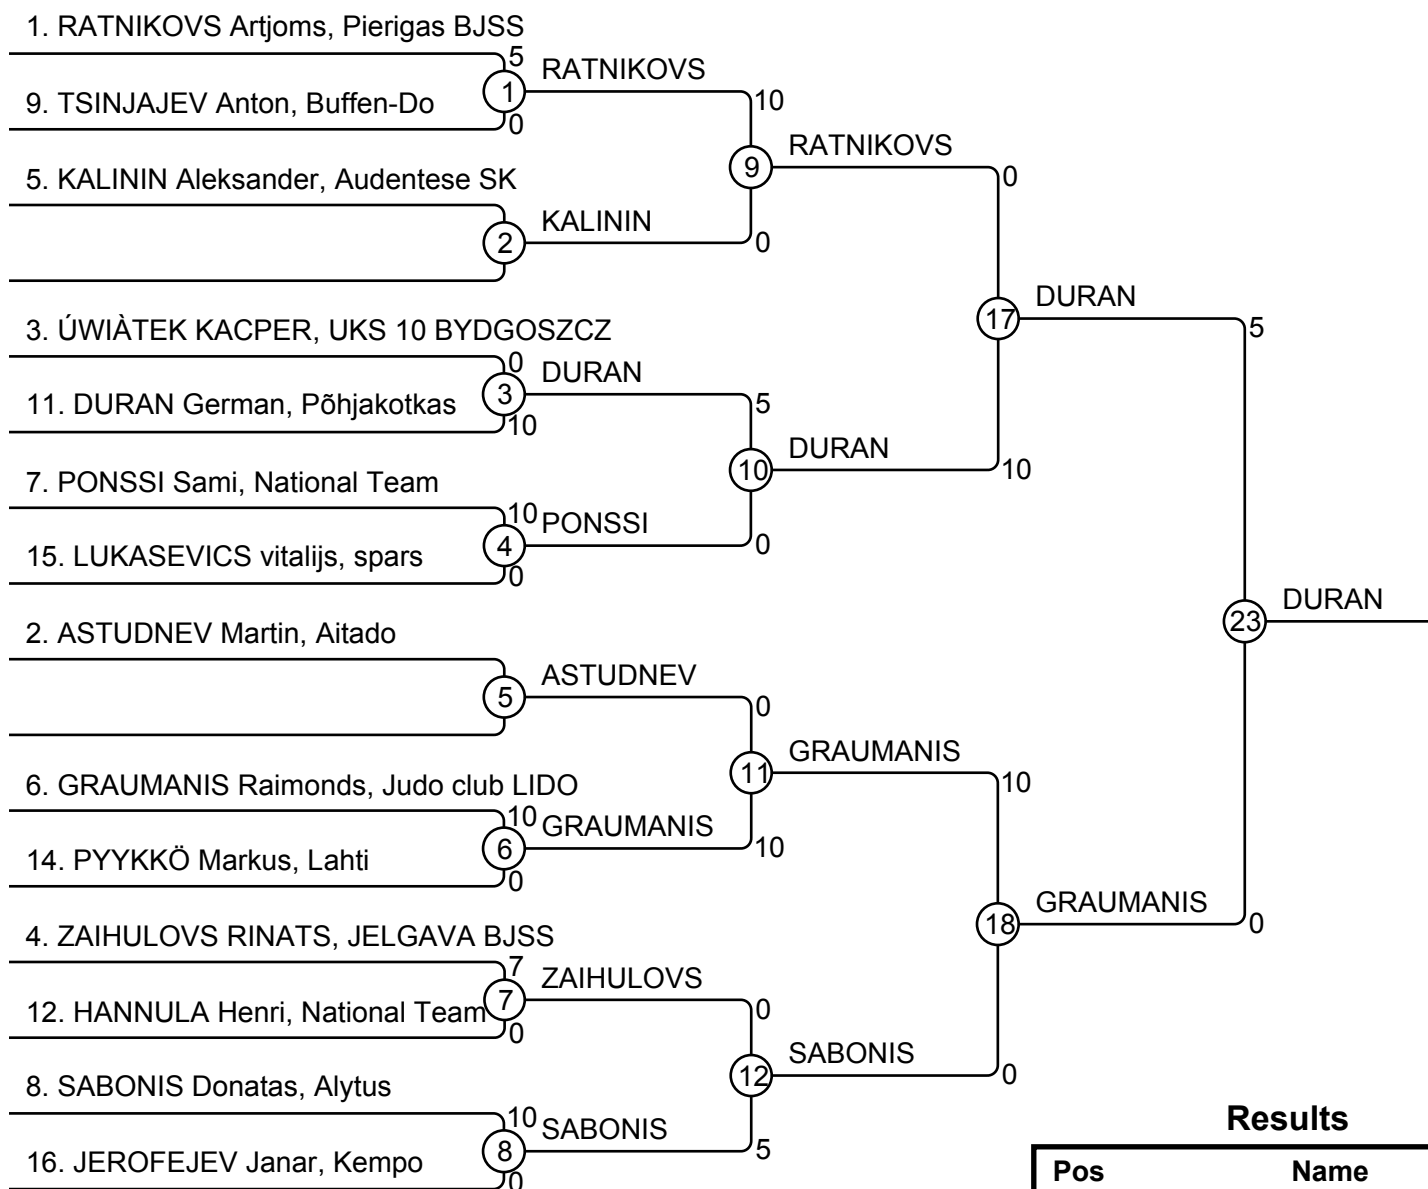 1. RATNIKOVS Artjoms, Pierigas BJSS
5
RATNIKOVS
1
10
9. TSINJAJEV Anton, Buffen-Do
0
RATNIKOVS
9
0
5. KALININ Aleksander, Audentese SK
KALININ
2
0
DURAN
17
5
3. ÚWIÀTEK KACPER, UKS 10 BYDGOSZCZ
0
DURAN
3
5
11. DURAN German, Põhjakotkas
10
DURAN
10
10
7. PONSSI Sami, National Team
10
PONSSI
4
0
15. LUKASEVICS vitalijs, spars
0
DURAN
23
2. ASTUDNEV Martin, Aitado
ASTUDNEV
5
0
GRAUMANIS
11
10
6. GRAUMANIS Raimonds, Judo club LIDO
10
GRAUMANIS
6
10
14. PYYKKÖ Markus, Lahti
0
GRAUMANIS
18
0
4. ZAIHULOVS RINATS, JELGAVA BJSS
7
ZAIHULOVS
7
0
12. HANNULA Henri, National Team
0
SABONIS
12
0
8. SABONIS Donatas, Alytus
10
SABONIS
8
5
16. JEROFEJEV Janar, Kempo
0
Results
Pos Name